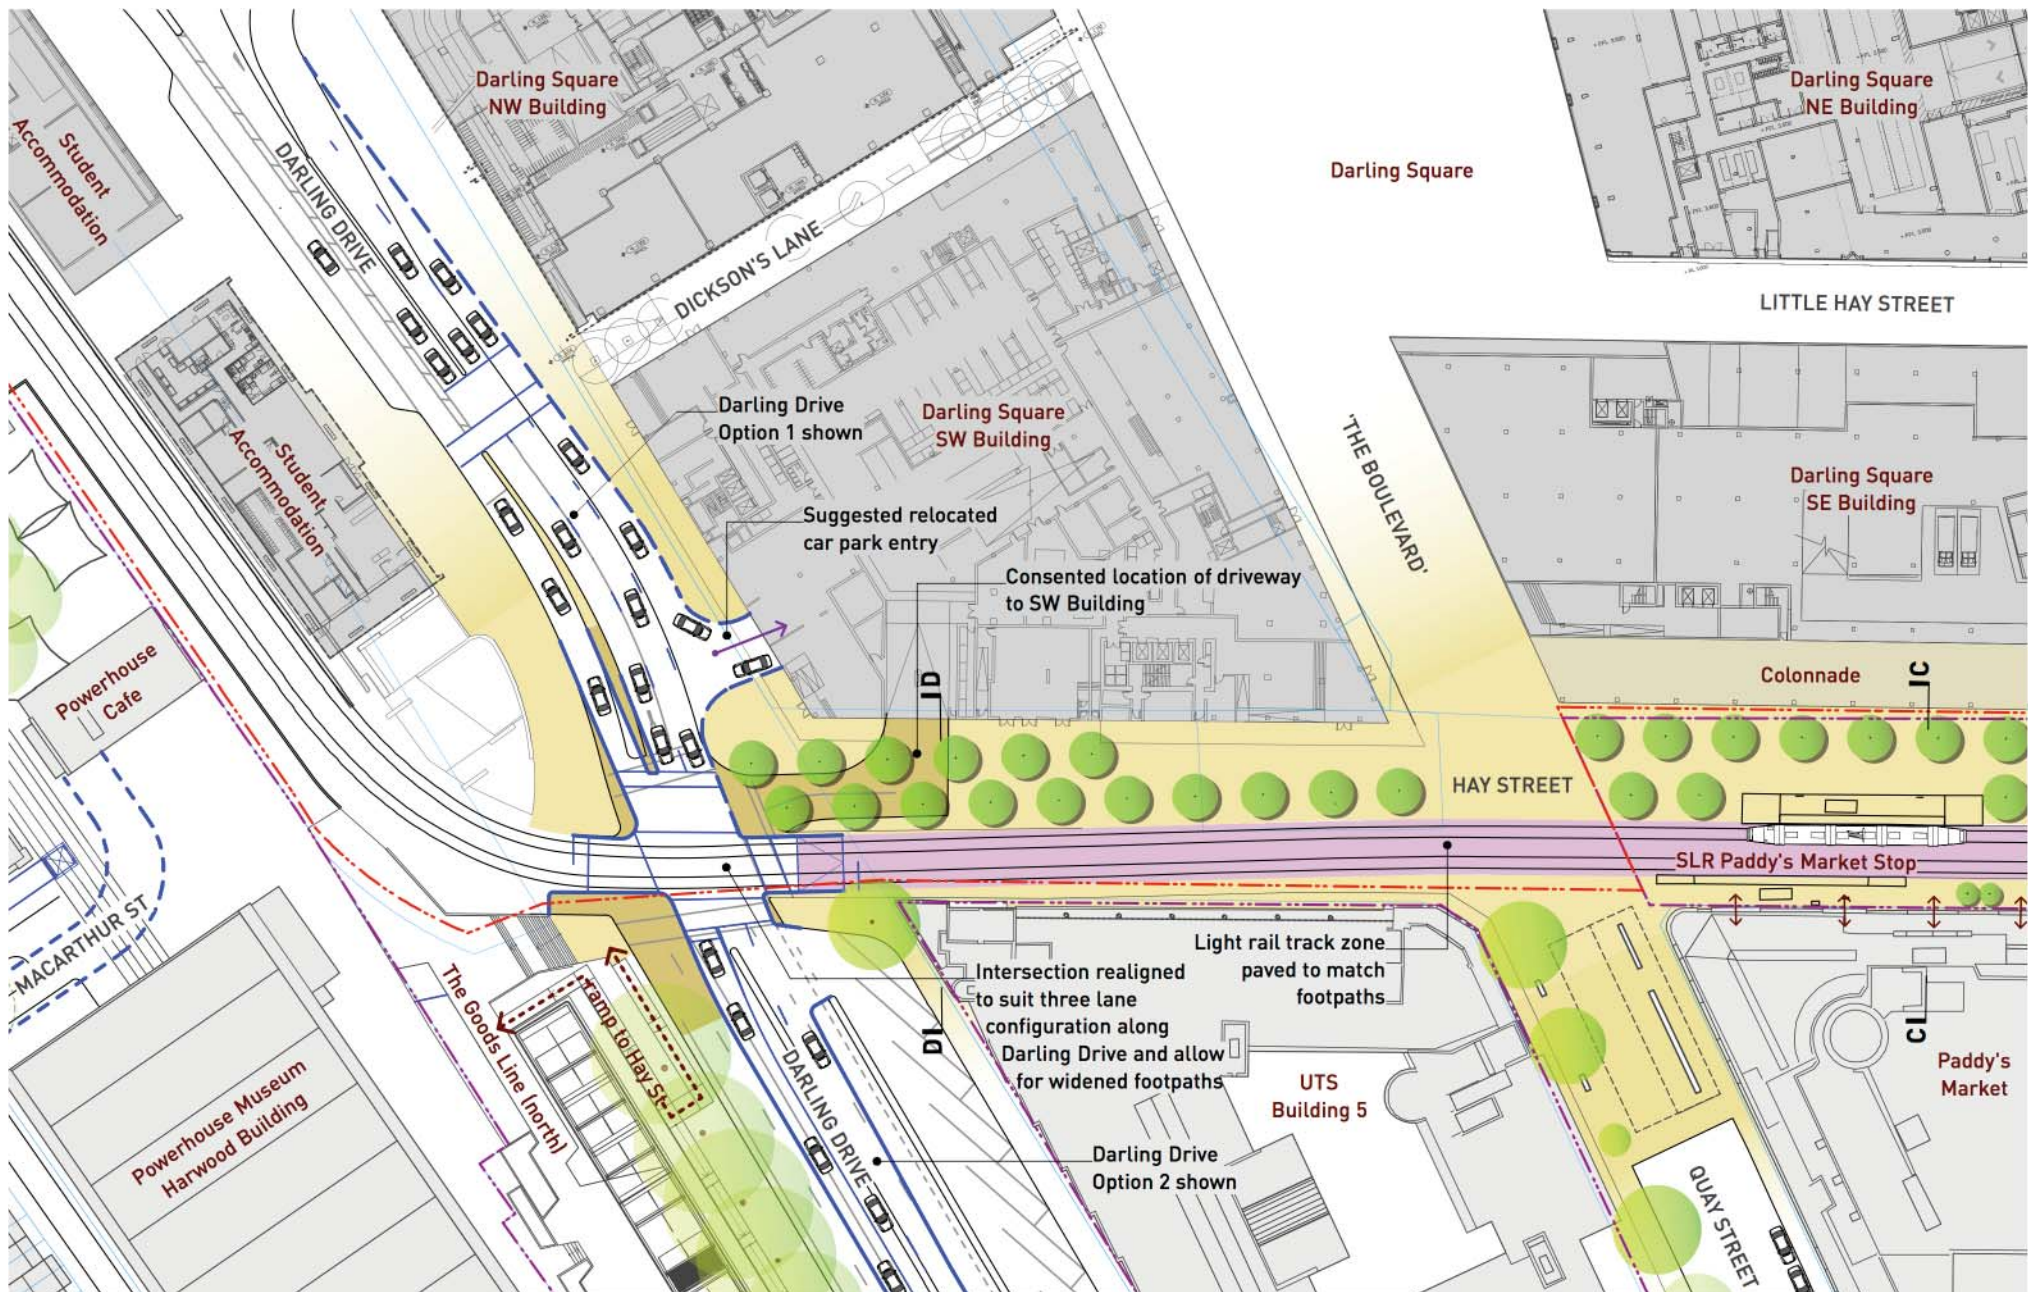 Darling Square
NW Building
Darling Square
NE Building
Student
Accommodation
DARLING DRIVE
Darling Square
DICKSON'S LANE
LITTLE HAY STREET
Darling Drive
Option 1 shown
Darling Square
SW Building
'THE BOULEVARD'
Student
Accommodation
Darling Square
SE Building
Suggested relocated
car park entry
Consented location of driveway
to SW Building
Powerhouse
Cafe
ID
Colonnade
IC
HAY STREET
SLR Paddy's Market Stop
MACARTHUR ST
Light rail track zone
paved to match
footpaths
Intersection realigned
to suit three lane
configuration along
Darling Drive and allow
for widened footpaths
The Goods Line (north)
ramp to Hay St
DI
CI
DARLING DRIVE
UTS
Building 5
Paddy's
Market
Powerhouse Museum
Harwood Building
Darling Drive
Option 2 shown
QUAY STREET